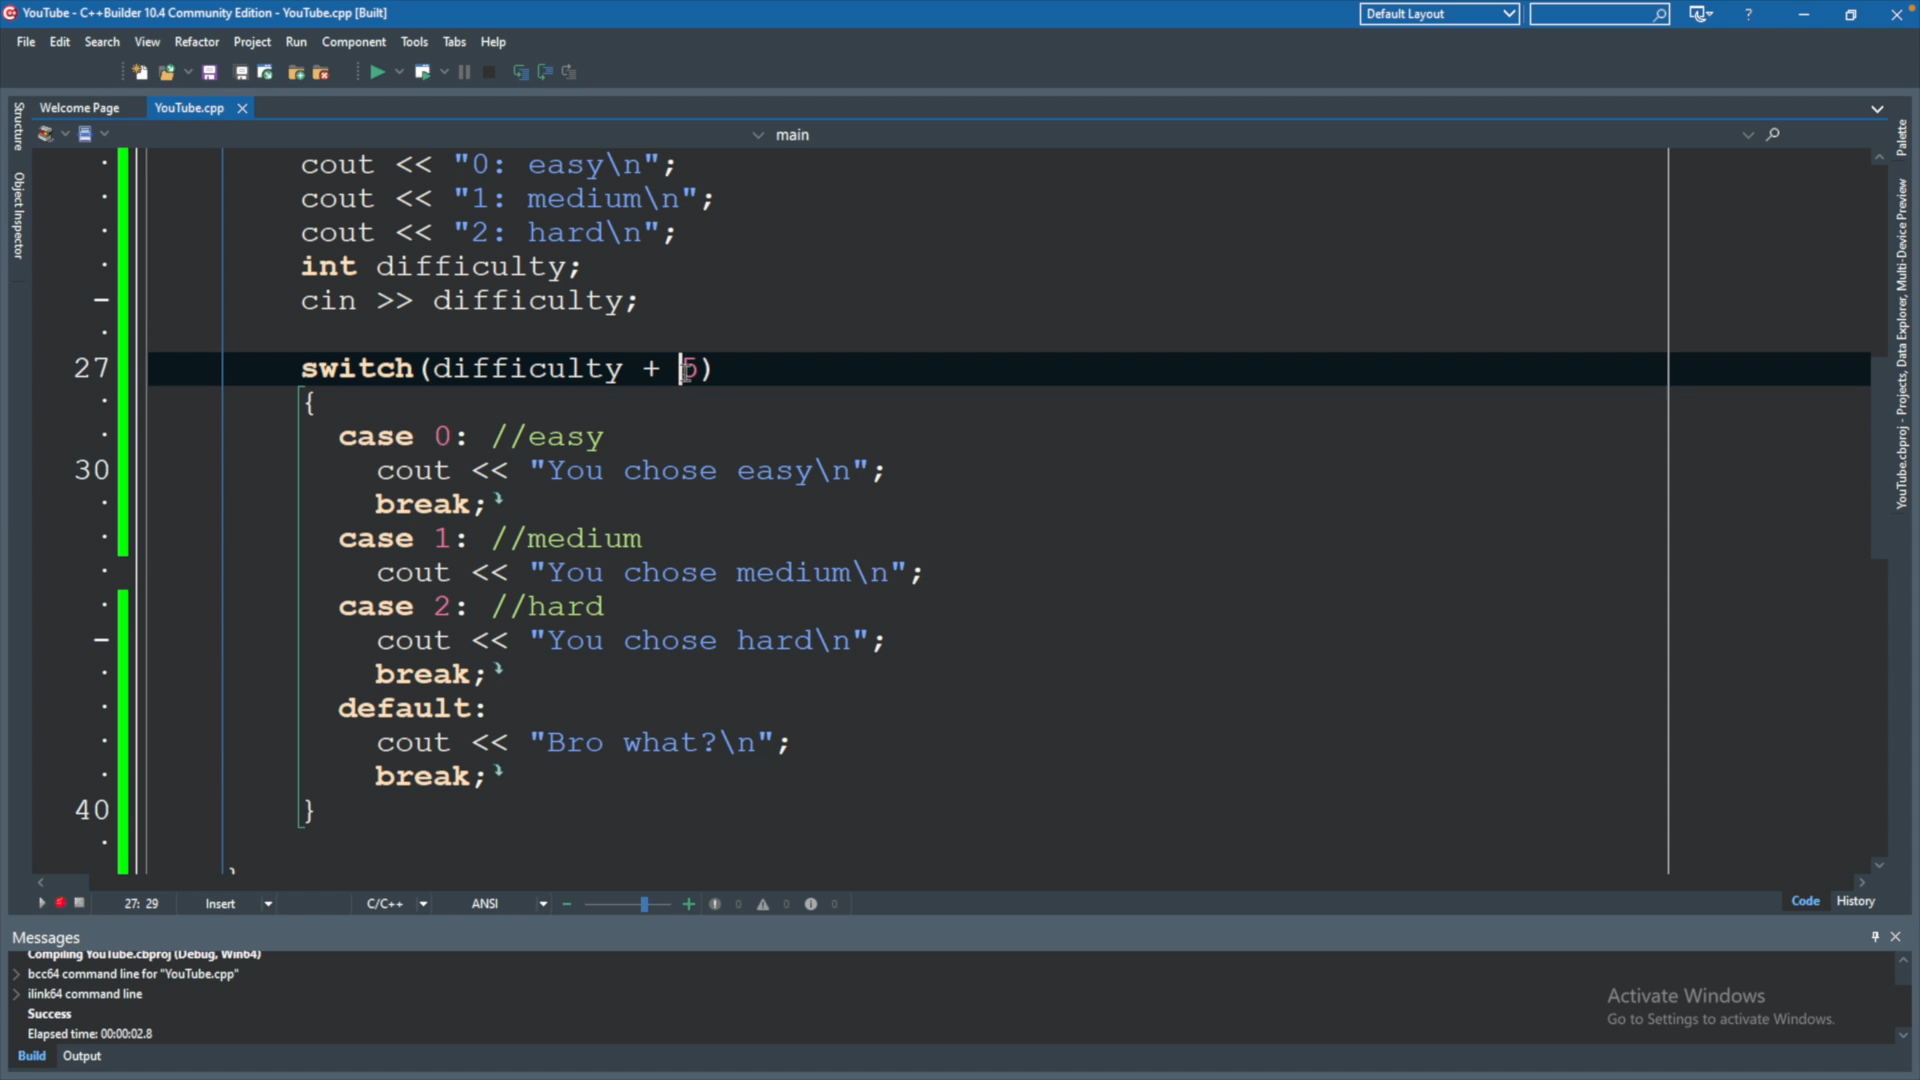 YouTube - C++Builder 10.4 Community Edition - YouTube.cpp [Built]
Default Layout
?
File Edit Search View Refactor Project Run Component Tools Tabs Help
Welcome Page YouTube.cpp
main
Structure
Object Inspector
Palette
YouTube.cbproj - Projects, Data Explorer, Multi-Device Preview
cout << "0: easy\n";
cout << "1: medium\n";
cout << "2: hard\n";
int difficulty;
cin >> difficulty;
27 switch(difficulty + 5)
{
case 0: //easy
30 cout << "You chose easy\n";
break;
case 1: //medium
cout << "You chose medium\n";
case 2: //hard
cout << "You chose hard\n";
break;
default:
cout << "Bro what?\n";
break;
40 }
27: 29 Insert C/C++ ANSI 0 0 0
Code History
Messages
Compiling YouTube.cbproj (Debug, Win64)
bcc64 command line for "YouTube.cpp"
ilink64 command line
Success
Elapsed time: 00:00:02.8
Build Output
Activate Windows
Go to Settings to activate Windows.